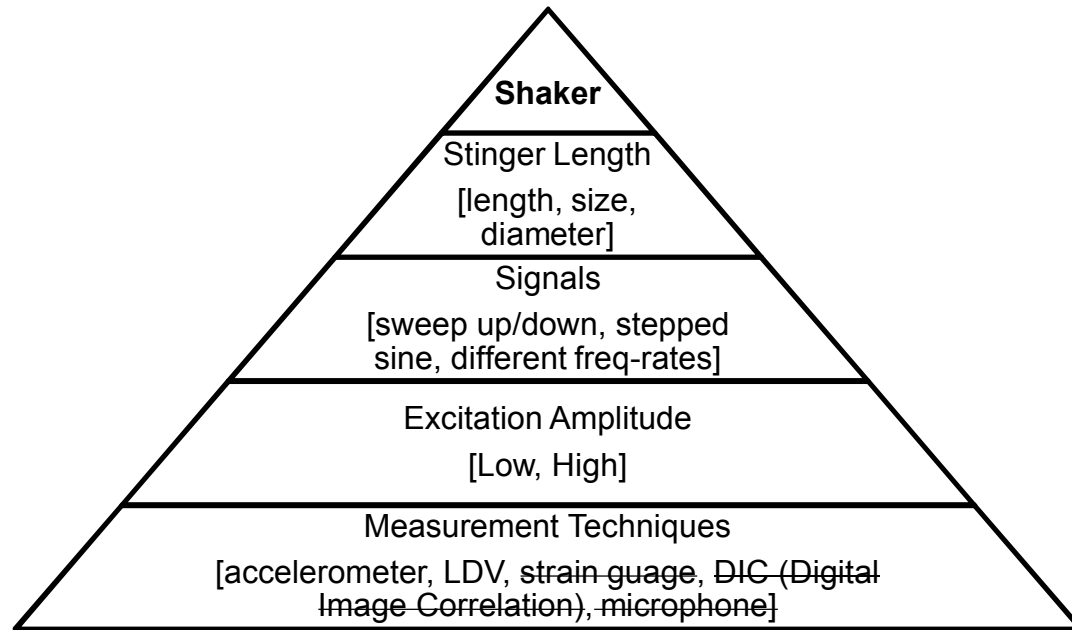 Shaker
Stinger Length
[length, size,
diameter]
Signals
[sweep up/down, stepped
sine, different freq-rates]
Excitation Amplitude
[Low, High]
Measurement Techniques
[accelerometer, LDV, strain guage, DIC (Digital
Image Correlation), microphone]